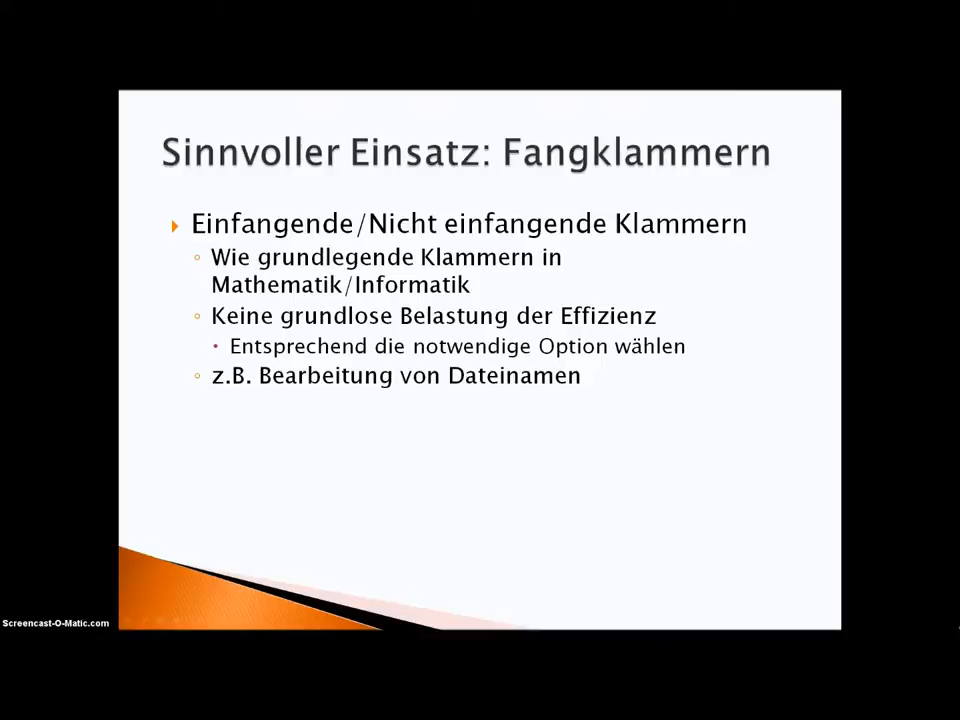 Sinnvoller Einsatz: Fangklammern
Einfangende/Nicht einfangende Klammern
Wie grundlegende Klammern in
Mathematik/Informatik
Keine grundlose Belastung der Effizienz
Entsprechend die notwendige Option wählen
z.B. Bearbeitung von Dateinamen
Screencast-O-Matic.com